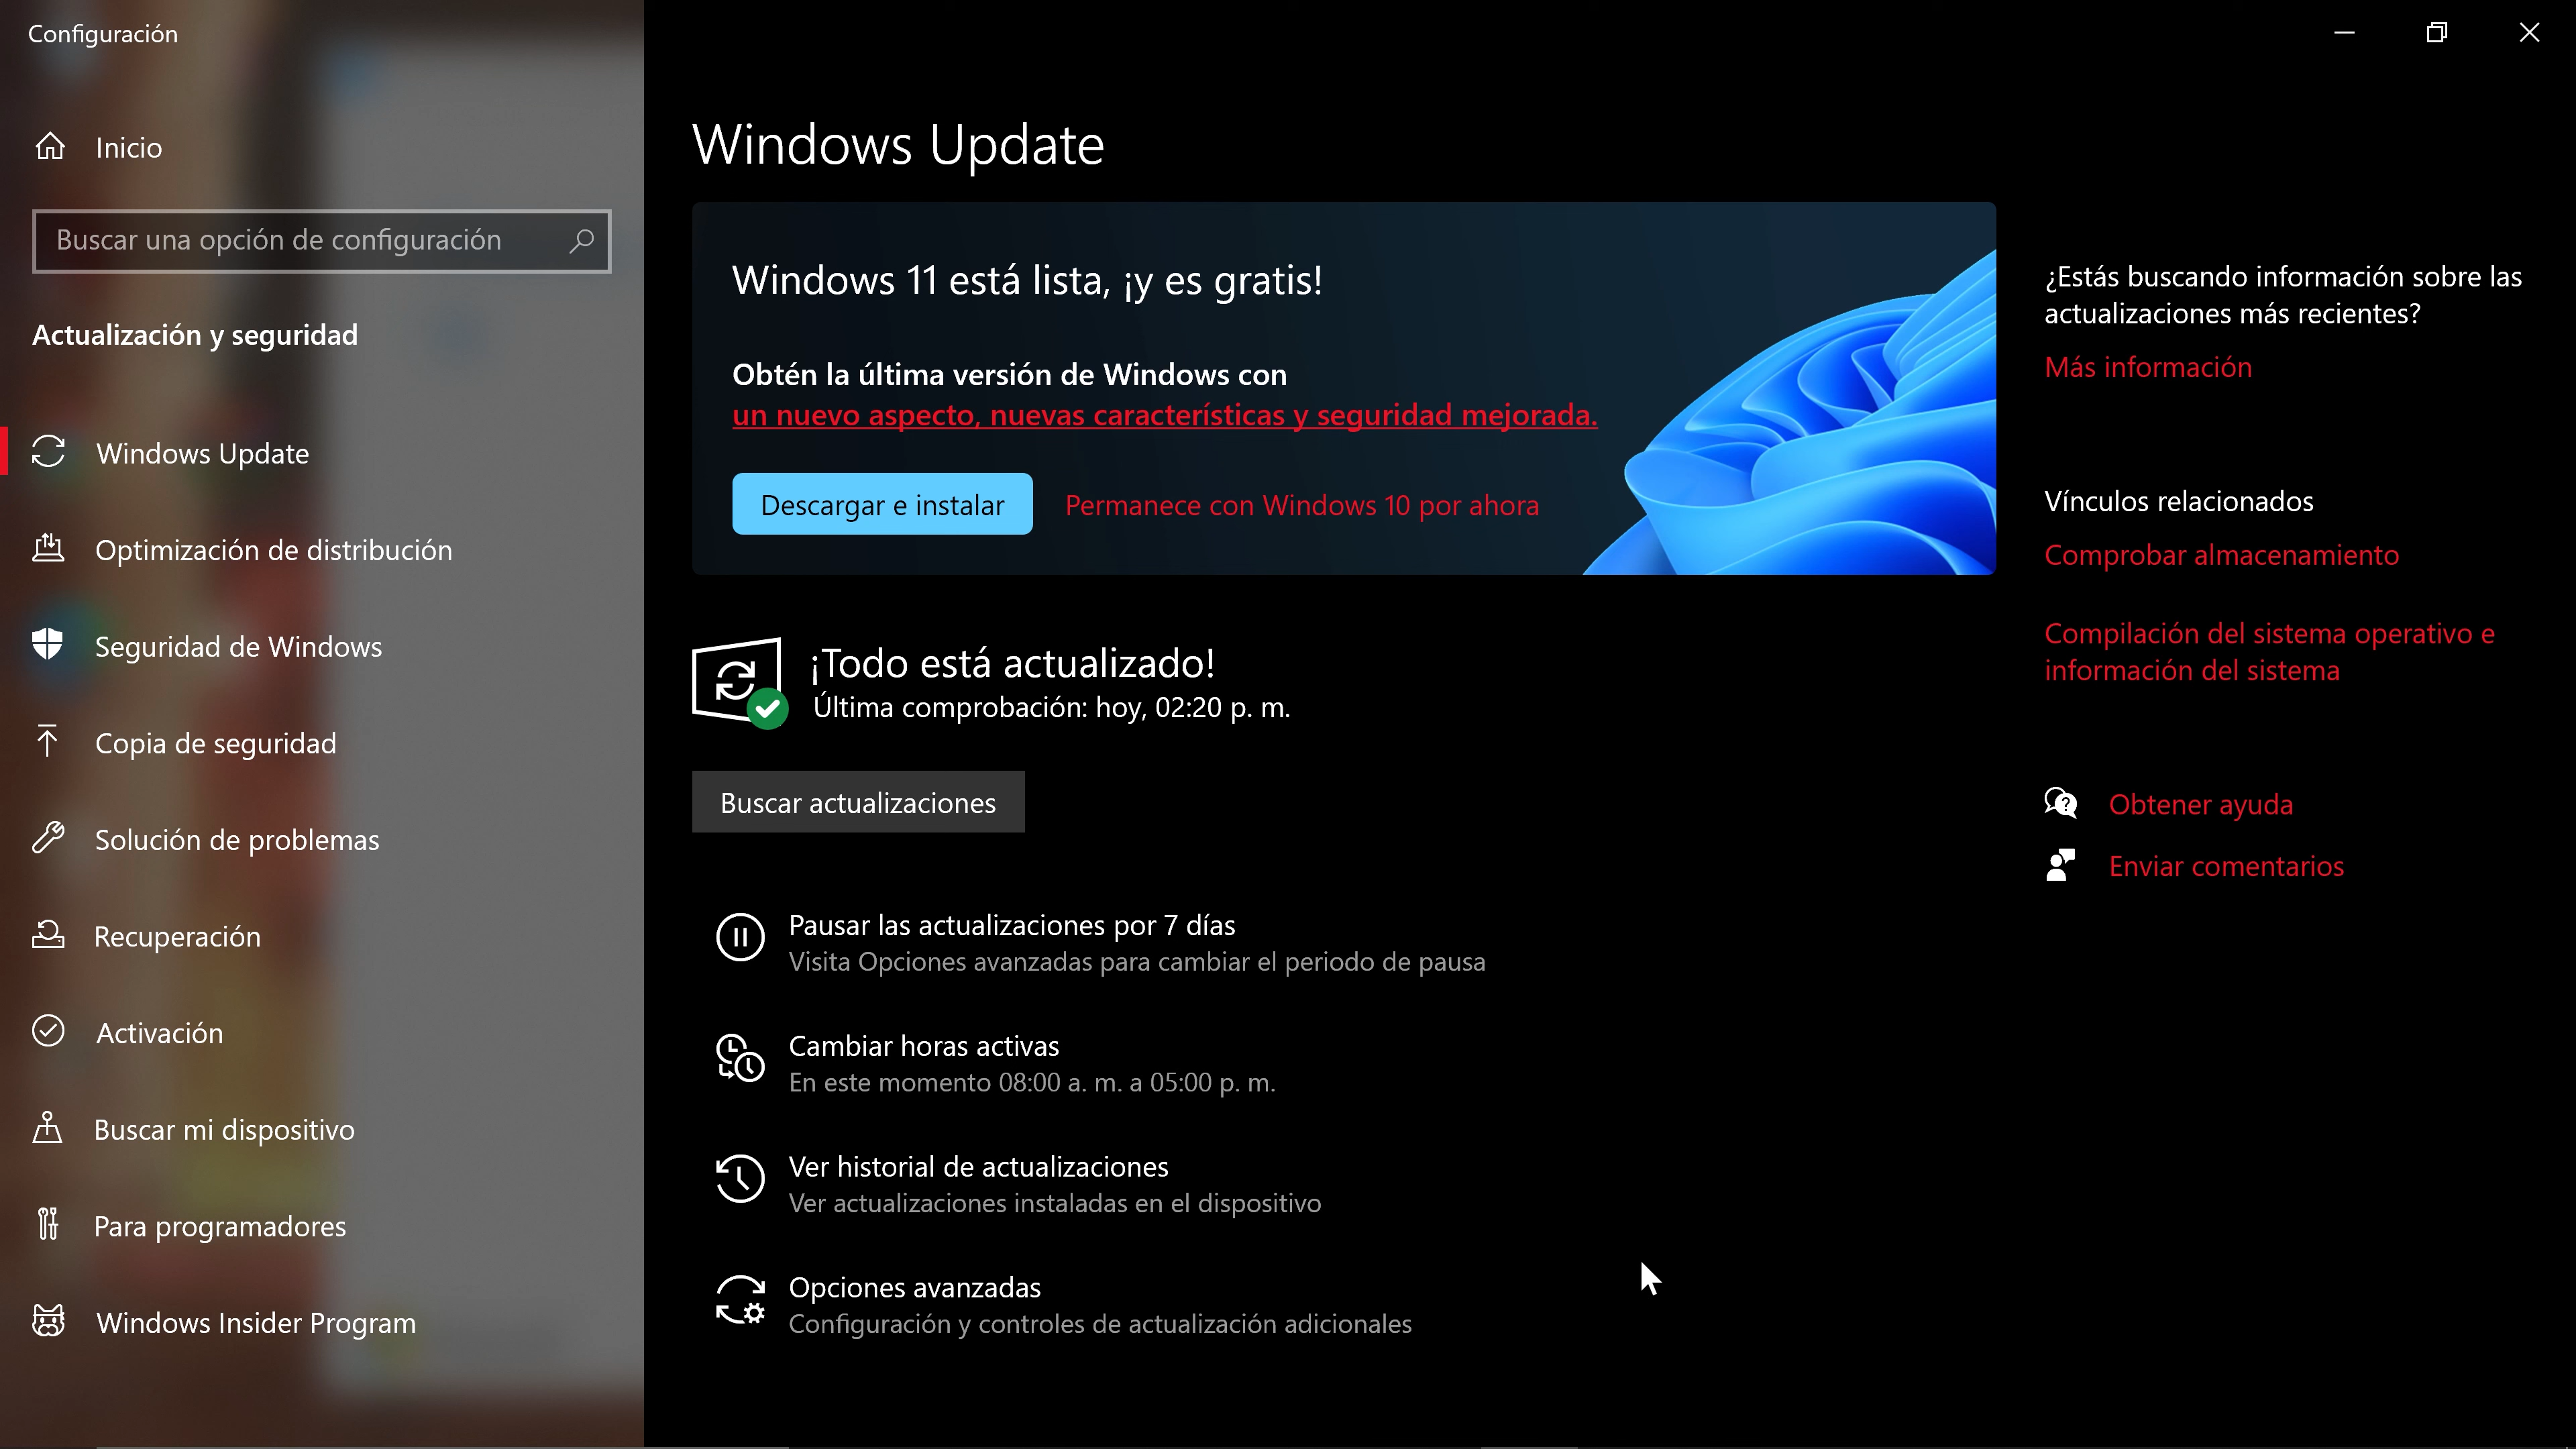 Configuración
Inicio
Buscar una opción de configuración
Actualización y seguridad
Windows Update
Optimización de distribución
Seguridad de Windows
Copia de seguridad
Solución de problemas
Recuperación
Activación
Buscar mi dispositivo
Para programadores
Windows Insider Program
Windows Update
Windows 11 está lista, ¡y es gratis!
Obtén la última versión de Windows con
un nuevo aspecto, nuevas características y seguridad mejorada.
Descargar e instalar
Permanece con Windows 10 por ahora
¡Todo está actualizado!
Última comprobación: hoy, 02:20 p. m.
Buscar actualizaciones
Pausar las actualizaciones por 7 días
Visita Opciones avanzadas para cambiar el periodo de pausa
Cambiar horas activas
En este momento 08:00 a. m. a 05:00 p. m.
Ver historial de actualizaciones
Ver actualizaciones instaladas en el dispositivo
Opciones avanzadas
Configuración y controles de actualización adicionales
¿Estás buscando información sobre las
actualizaciones más recientes?
Más información
Vínculos relacionados
Comprobar almacenamiento
Compilación del sistema operativo e
información del sistema
Obtener ayuda
Enviar comentarios